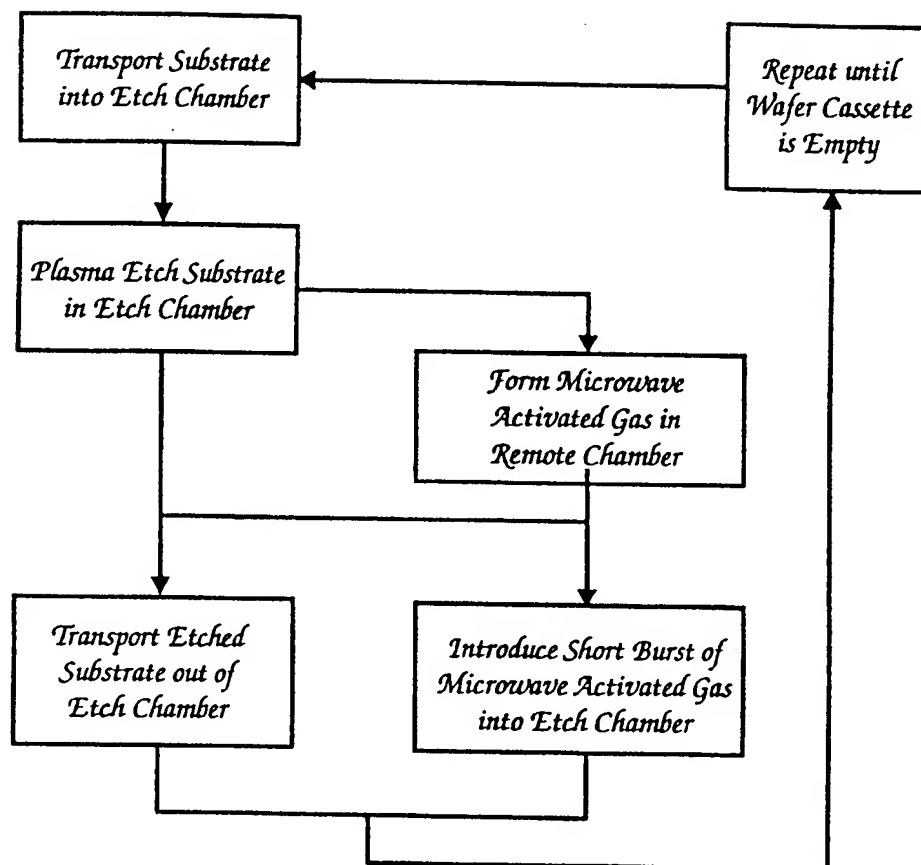 Transport Substrate
into Etch Chamber
Repeat until
Wafer Cassette
is Empty
Plasma Etch Substrate
in Etch Chamber
Form Microwave
Activated Gas in
Remote Chamber
Transport Etched
Substrate out of
Etch Chamber
Introduce Short Burst of
Microwave Activated Gas
into Etch Chamber